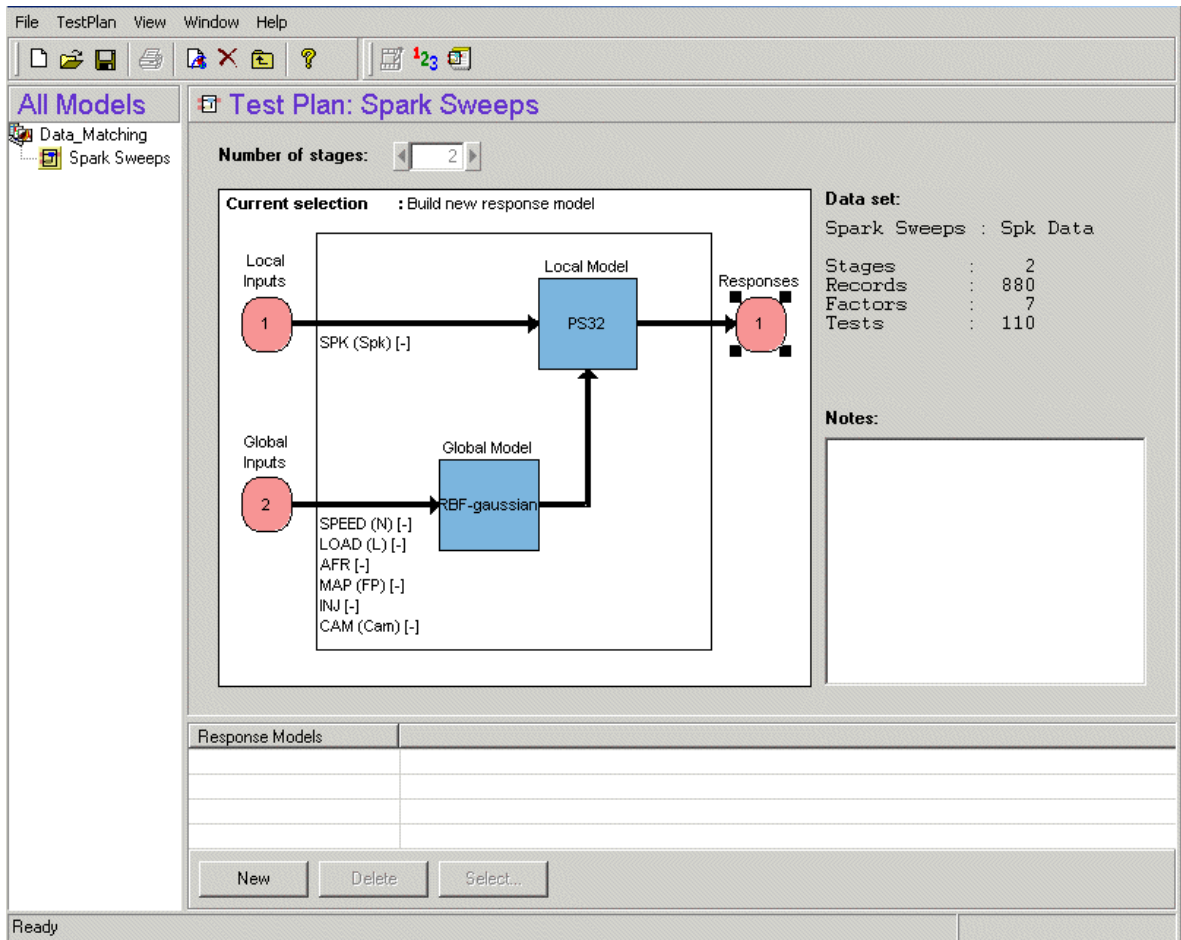 File TestPlan View Window Help
123
All Models
Data_Matching
Spark Sweeps
Test Plan: Spark Sweeps
Number of stages: 2
Current selection : Build new response model
Local
Inputs
1
SPK (Spk) [-]
Local Model
PS32
Responses
1
Global
Inputs
2
SPEED (N) [-]
LOAD (L) [-]
AFR [-]
MAP (FP) [-]
INJ [-]
CAM (Cam) [-]
Global Model
RBF-gaussian
Data set:
Spark Sweeps : Spk Data
Stages : 2
Records : 880
Factors : 7
Tests : 110
Notes:
Response Models
New Delete Select...
Ready